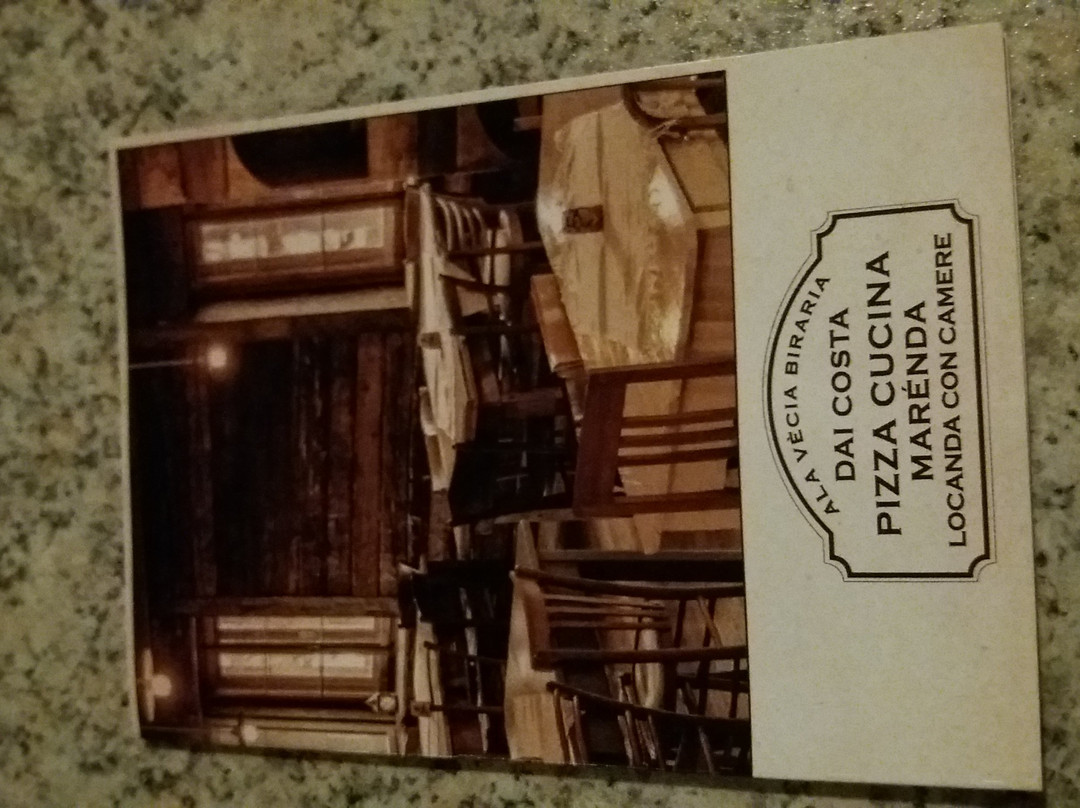 ALA VÈCIA BIRARIA
DAI COSTA
PIZZA CUCINA
MARÉNDA
LOCANDA CON CAMERE